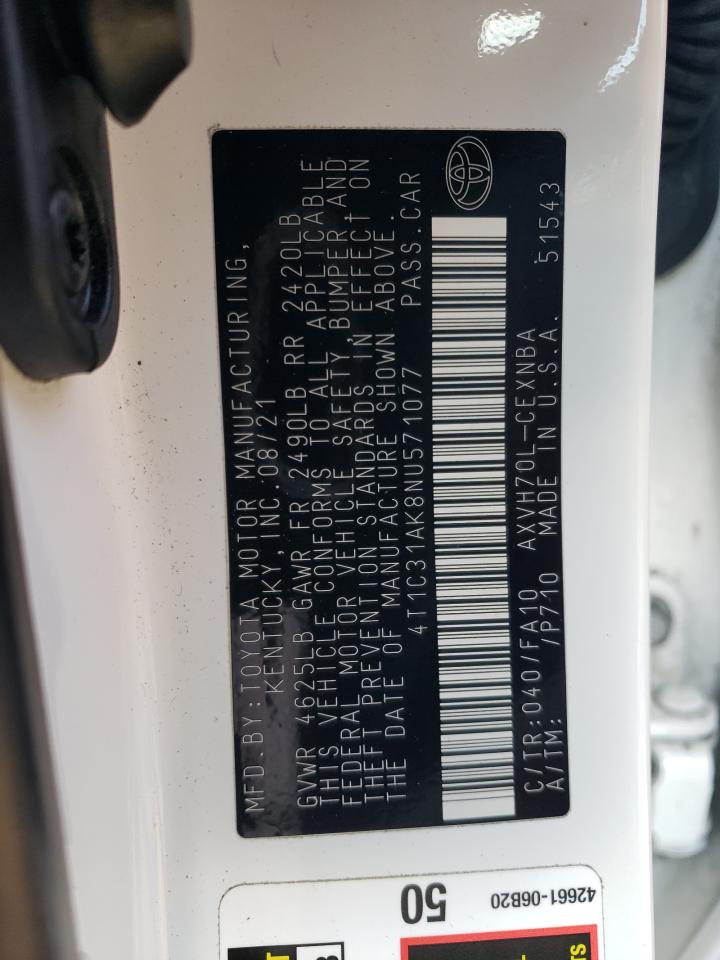 MFD.BY:TOYOTA MOTOR MANUFACTURING,
KENTUCKY, INC 08/21
GVWR 4625LB GAWR FR 2490LB RR 2420LB
THIS VEHICLE CONFORMS TO ALL APPLICABLE
FEDERAL MOTOR VEHICLE SAFETY, BUMPER, AND
THEFT PREVENTION STANDARDS IN EFFECT ON
THE DATE OF MANUFACTURE SHOWN ABOVE.
4T1C31AK8NU571077 PASS.CAR
C/TR:040/FA10 AXVH70L-CEXNBA
A/TM: /P710 MADE IN U.S.A. 51543
50
42661-06B20